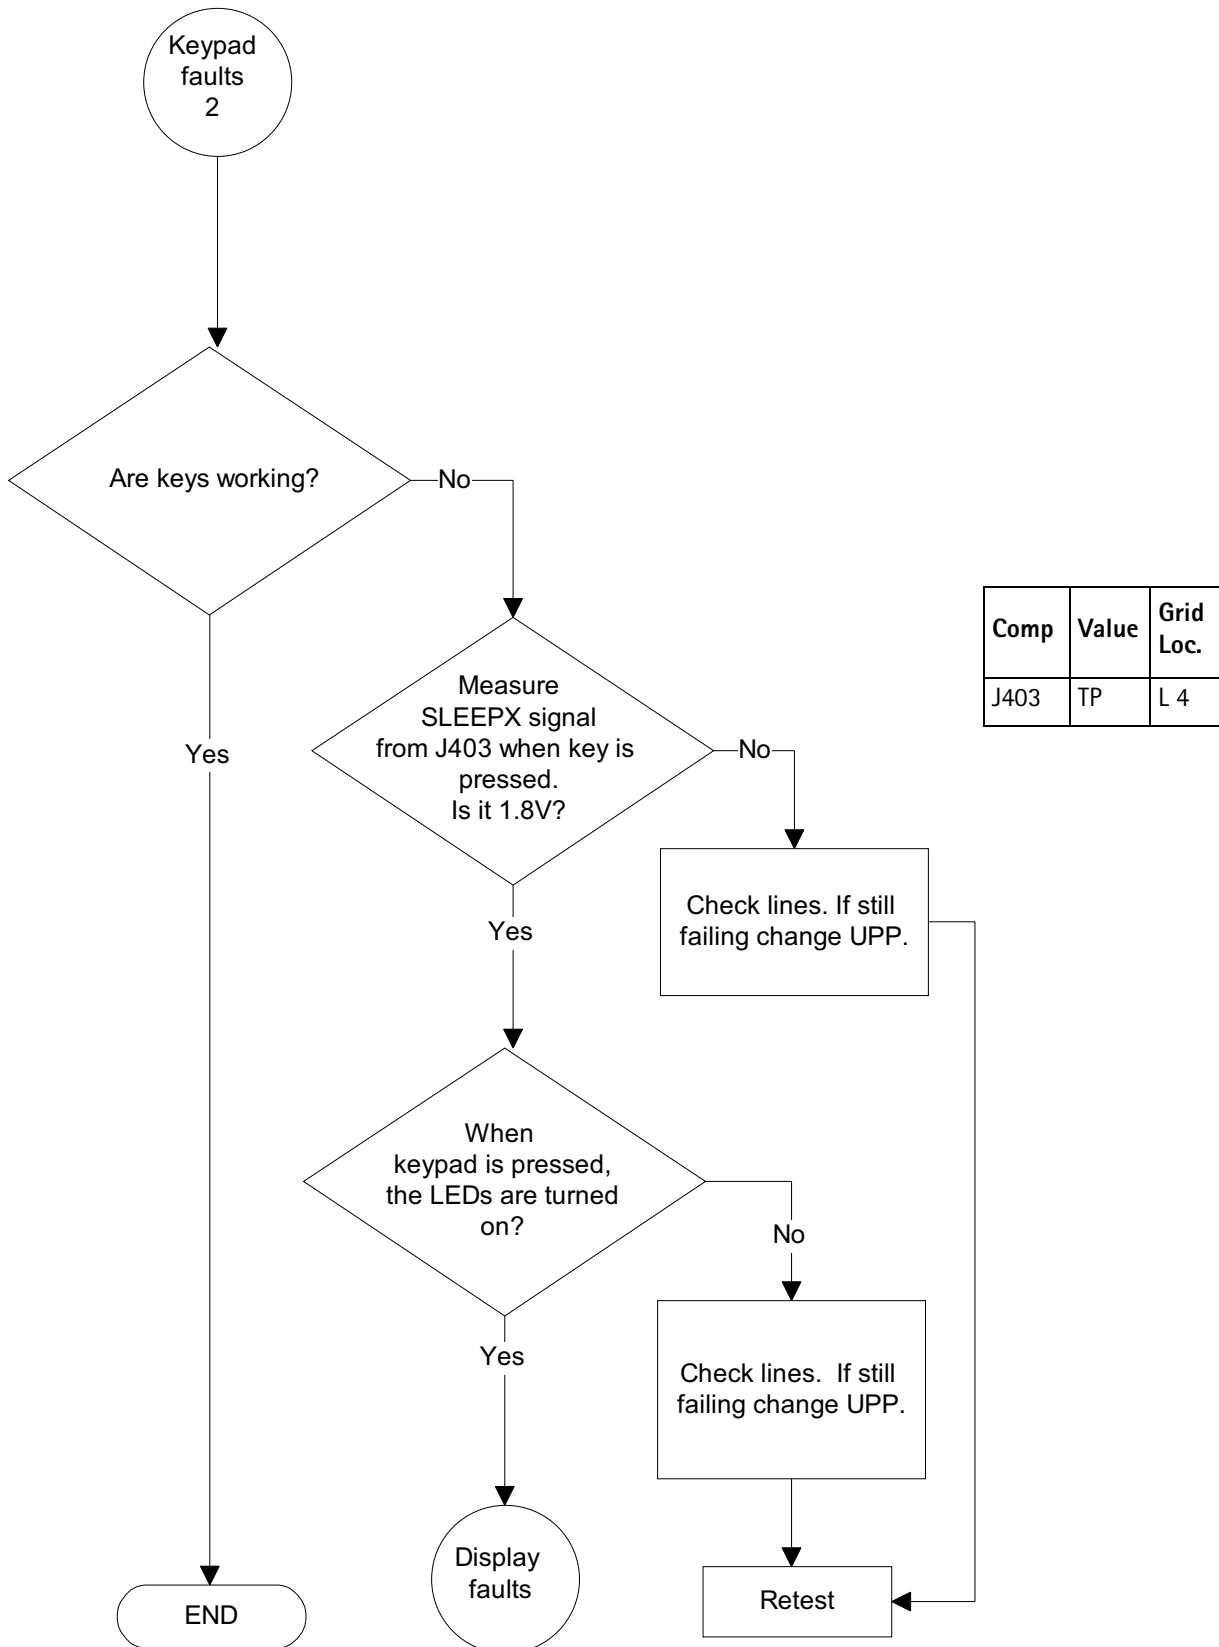 Keypad
faults
2
Are keys working?
No
Comp Value Grid Loc.
J403 TP L 4
Measure
SLEEPX signal
from J403 when key is
pressed.
Is it 1.8V?
No
Yes
Check lines. If still
failing change UPP.
Yes
When
keypad is pressed,
the LEDs are turned
on?
No
Yes
Check lines.  If still
failing change UPP.
Display
faults
Retest
END